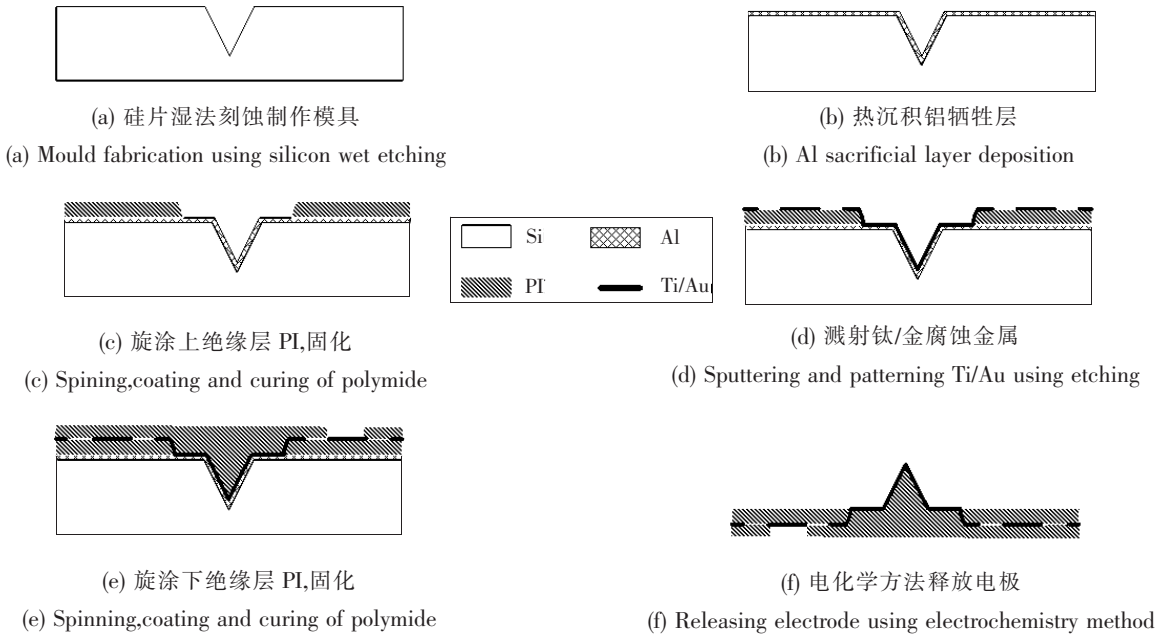 (a) 硅片湿法刻蚀制作模具
(a) Mould fabrication using silicon wet etching
(b) 热沉积铝牺牲层
(b) Al sacrificial layer deposition
Si
Al
PI
Ti/Au
(c) 旋涂上绝缘层 PI,固化
(c) Spining,coating and curing of polymide
(d) 溅射钛/金腐蚀金属
(d) Sputtering and patterning Ti/Au using etching
(e) 旋涂下绝缘层 PI,固化
(e) Spinning,coating and curing of polymide
(f) 电化学方法释放电极
(f) Releasing electrode using electrochemistry method